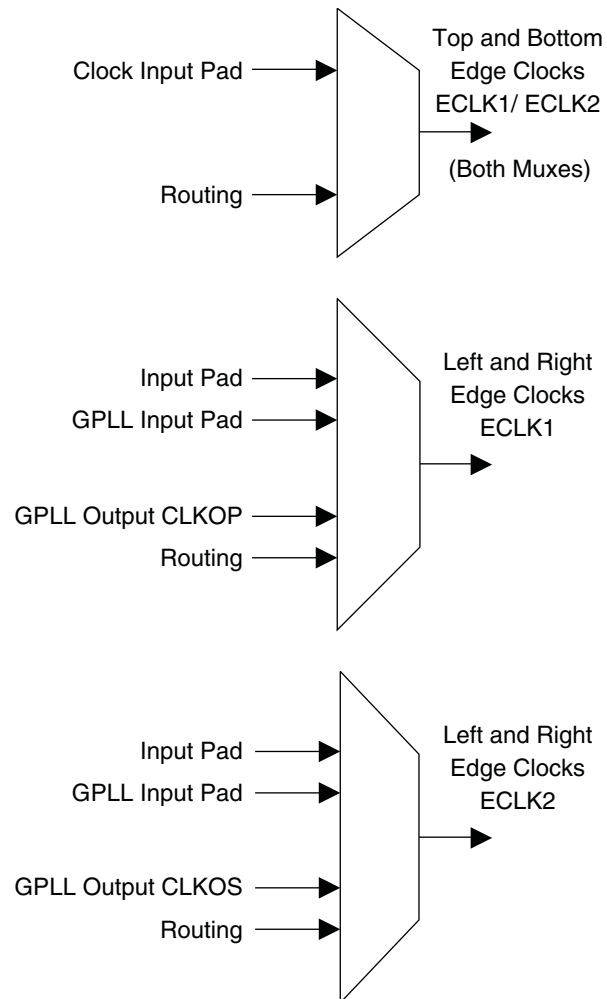 Clock Input Pad
Routing
Top and Bottom
Edge Clocks
ECLK1/ ECLK2
(Both Muxes)
Input Pad
GPLL Input Pad
GPLL Output CLKOP
Routing
Left and Right
Edge Clocks
ECLK1
Input Pad
GPLL Input Pad
GPLL Output CLKOS
Routing
Left and Right
Edge Clocks
ECLK2